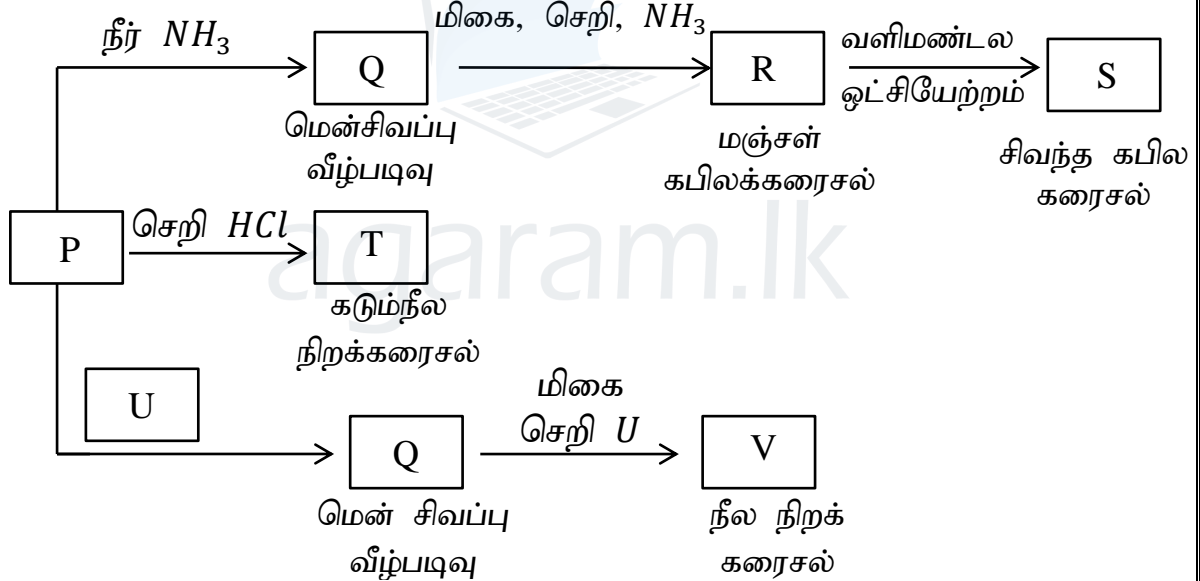 நீர் NH₃
Q
மென்சிவப்பு
வீழ்படிவு
மிகை, செறி, NH₃
R
மஞ்சள்
கபிலக்கரைசல்
வளிமண்டல
ஒட்சியேற்றம்
S
சிவந்த கபில
கரைசல்
P
செறி HCl
T
கடும்நீல
நிறக்கரைசல்
agaram.lk
U
Q
மென் சிவப்பு
வீழ்படிவு
மிகை
செறி U
V
நீல நிறக்
கரைசல்